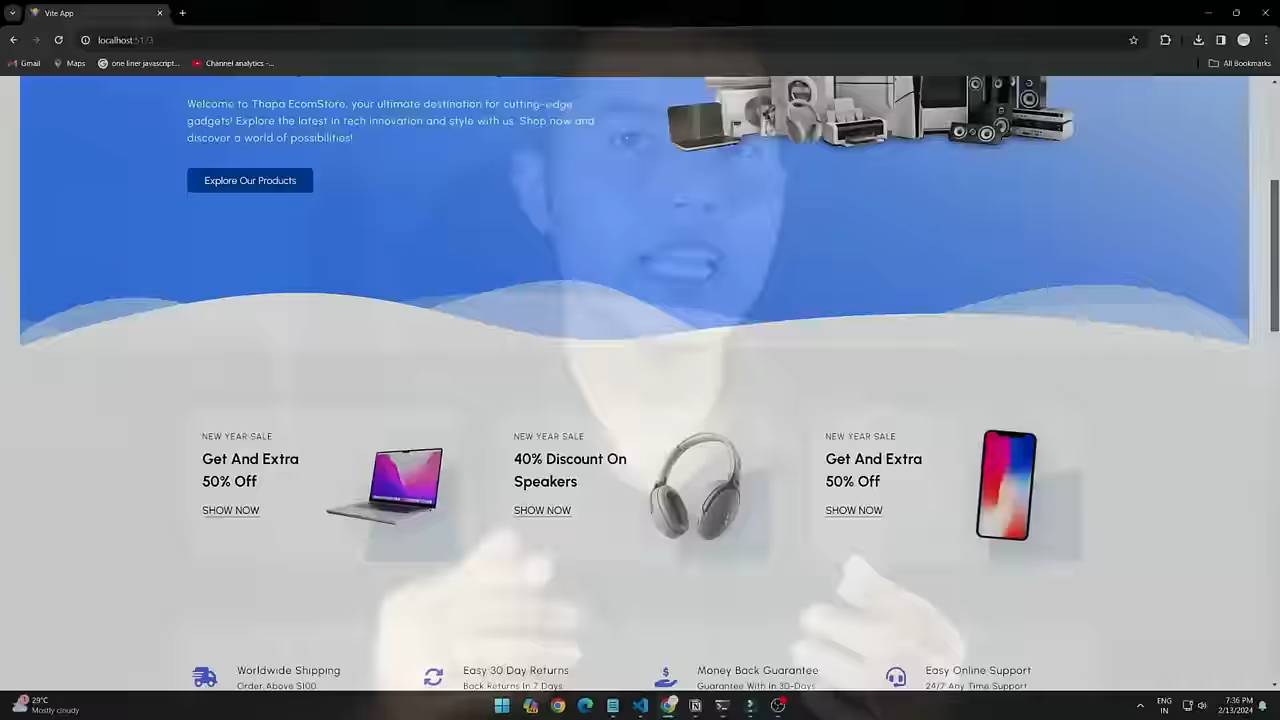 Vite App
localhost:5173
Gmail
Maps
one liner javascript...
Channel analytics -...
All Bookmarks
Welcome to Thapa EcomStore, your ultimate destination for cutting-edge
gadgets! Explore the latest in tech innovation and style with us. Shop now and
discover a world of possibilities!
Explore Our Products
NEW YEAR SALE
Get And Extra
50% Off
SHOW NOW
NEW YEAR SALE
40% Discount On
Speakers
SHOW NOW
NEW YEAR SALE
Get And Extra
50% Off
SHOW NOW
Worldwide Shipping
Order Above $100
Easy 30 Day Returns
Back Returns In 7 Days
Money Back Guarantee
Guarantee With In 30-Days
Easy Online Support
24/7 Any Time Support
29°C
Mostly cloudy
ENG
IN
7:36 PM
2/13/2024